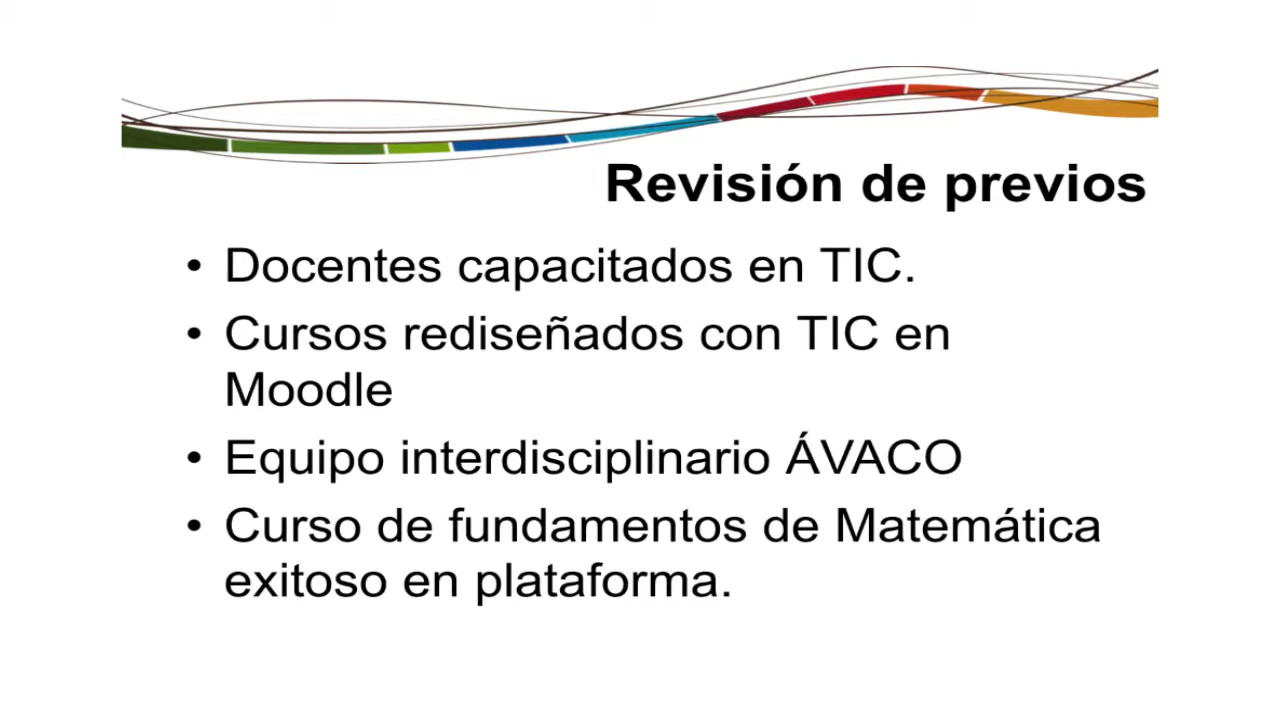 Revisión de previos
• Docentes capacitados en TIC.
• Cursos rediseñados con TIC en
Moodle
• Equipo interdisciplinario ÁVACO
• Curso de fundamentos de Matemática
exitoso en plataforma.